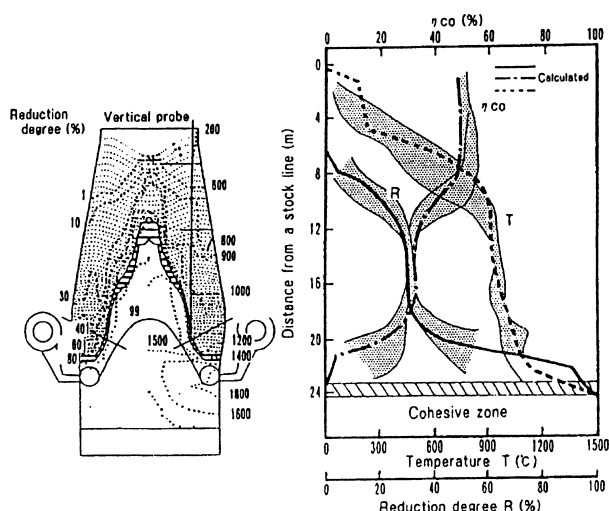 Reduction degree (%)
Vertical probe
200
500
1
10
800
900
30
1000
40
60
80
99
1500
1200
1400
1800
1600
ηco (%)
0 20 40 60 80 100
Calculated
ηco
R
T
Distance from a stock line (m)
0
4
8
12
16
20
24
Cohesive zone
0 300 600 900 1200 1500
Temperature T (℃)
0 20 40 60 80 100
Reduction degree R (%)